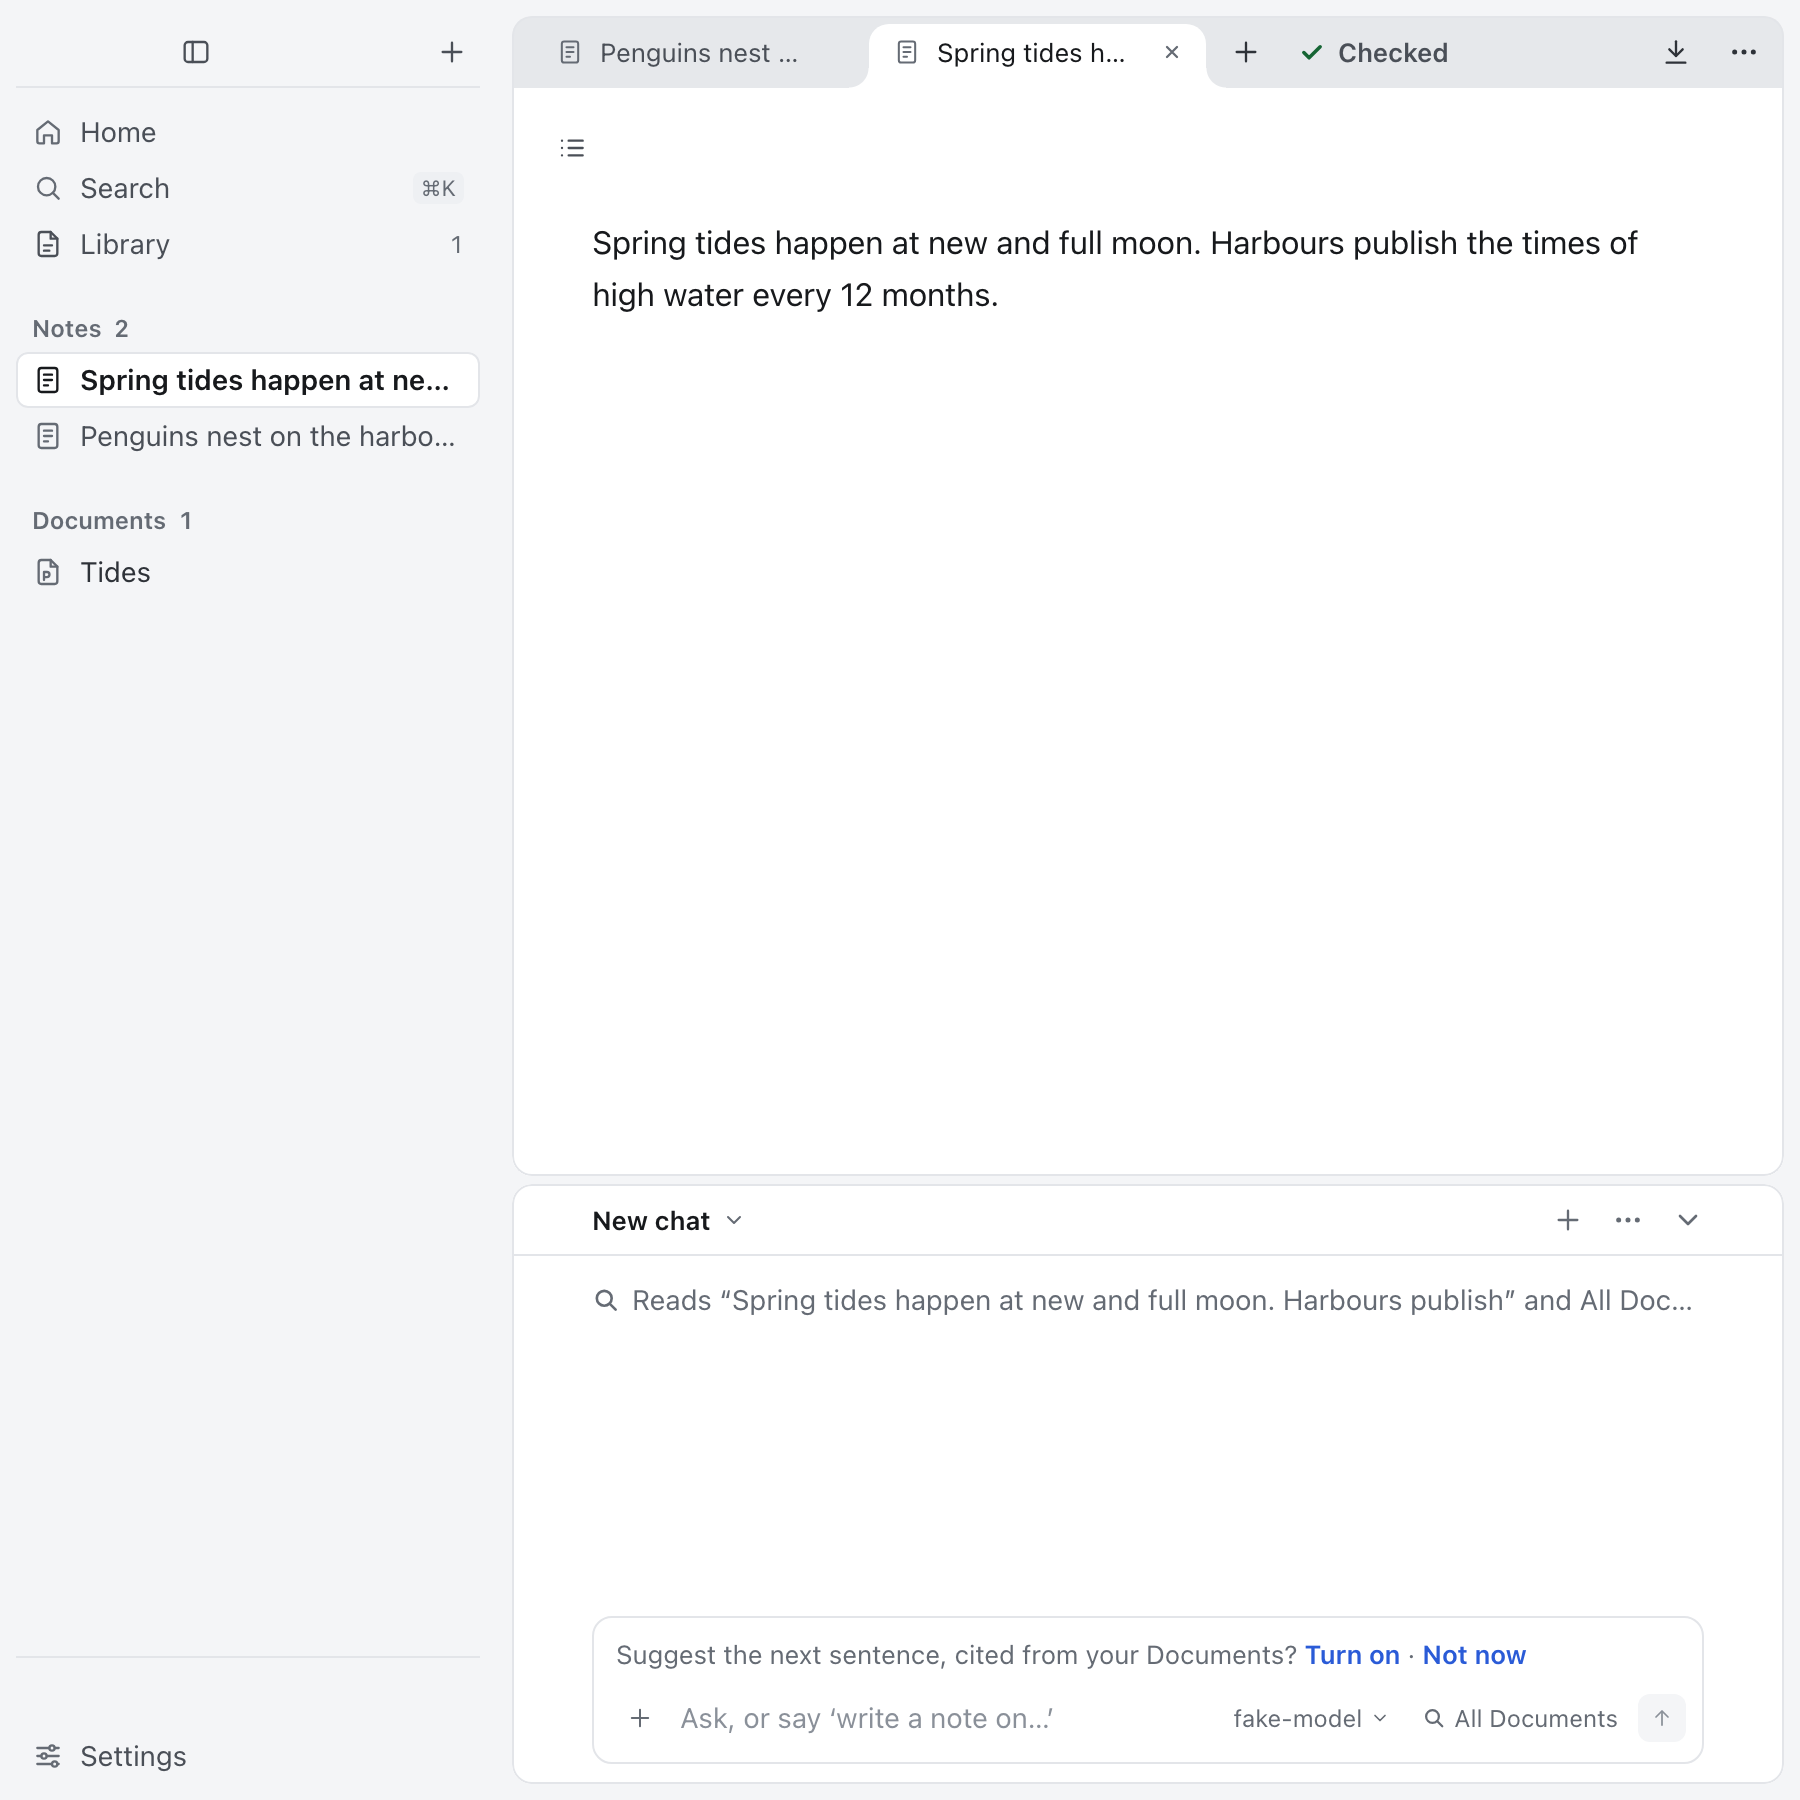 Home
Search ⌘K
Library 1
Notes 2
Spring tides happen at ne...
Penguins nest on the harbo...
Documents 1
Tides
Settings
Penguins nest ...
Spring tides h...
Checked
Spring tides happen at new and full moon. Harbours publish the times of
high water every 12 months.
New chat
Reads “Spring tides happen at new and full moon. Harbours publish” and All Doc...
Suggest the next sentence, cited from your Documents? Turn on · Not now
Ask, or say ‘write a note on...’
fake-model
All Documents